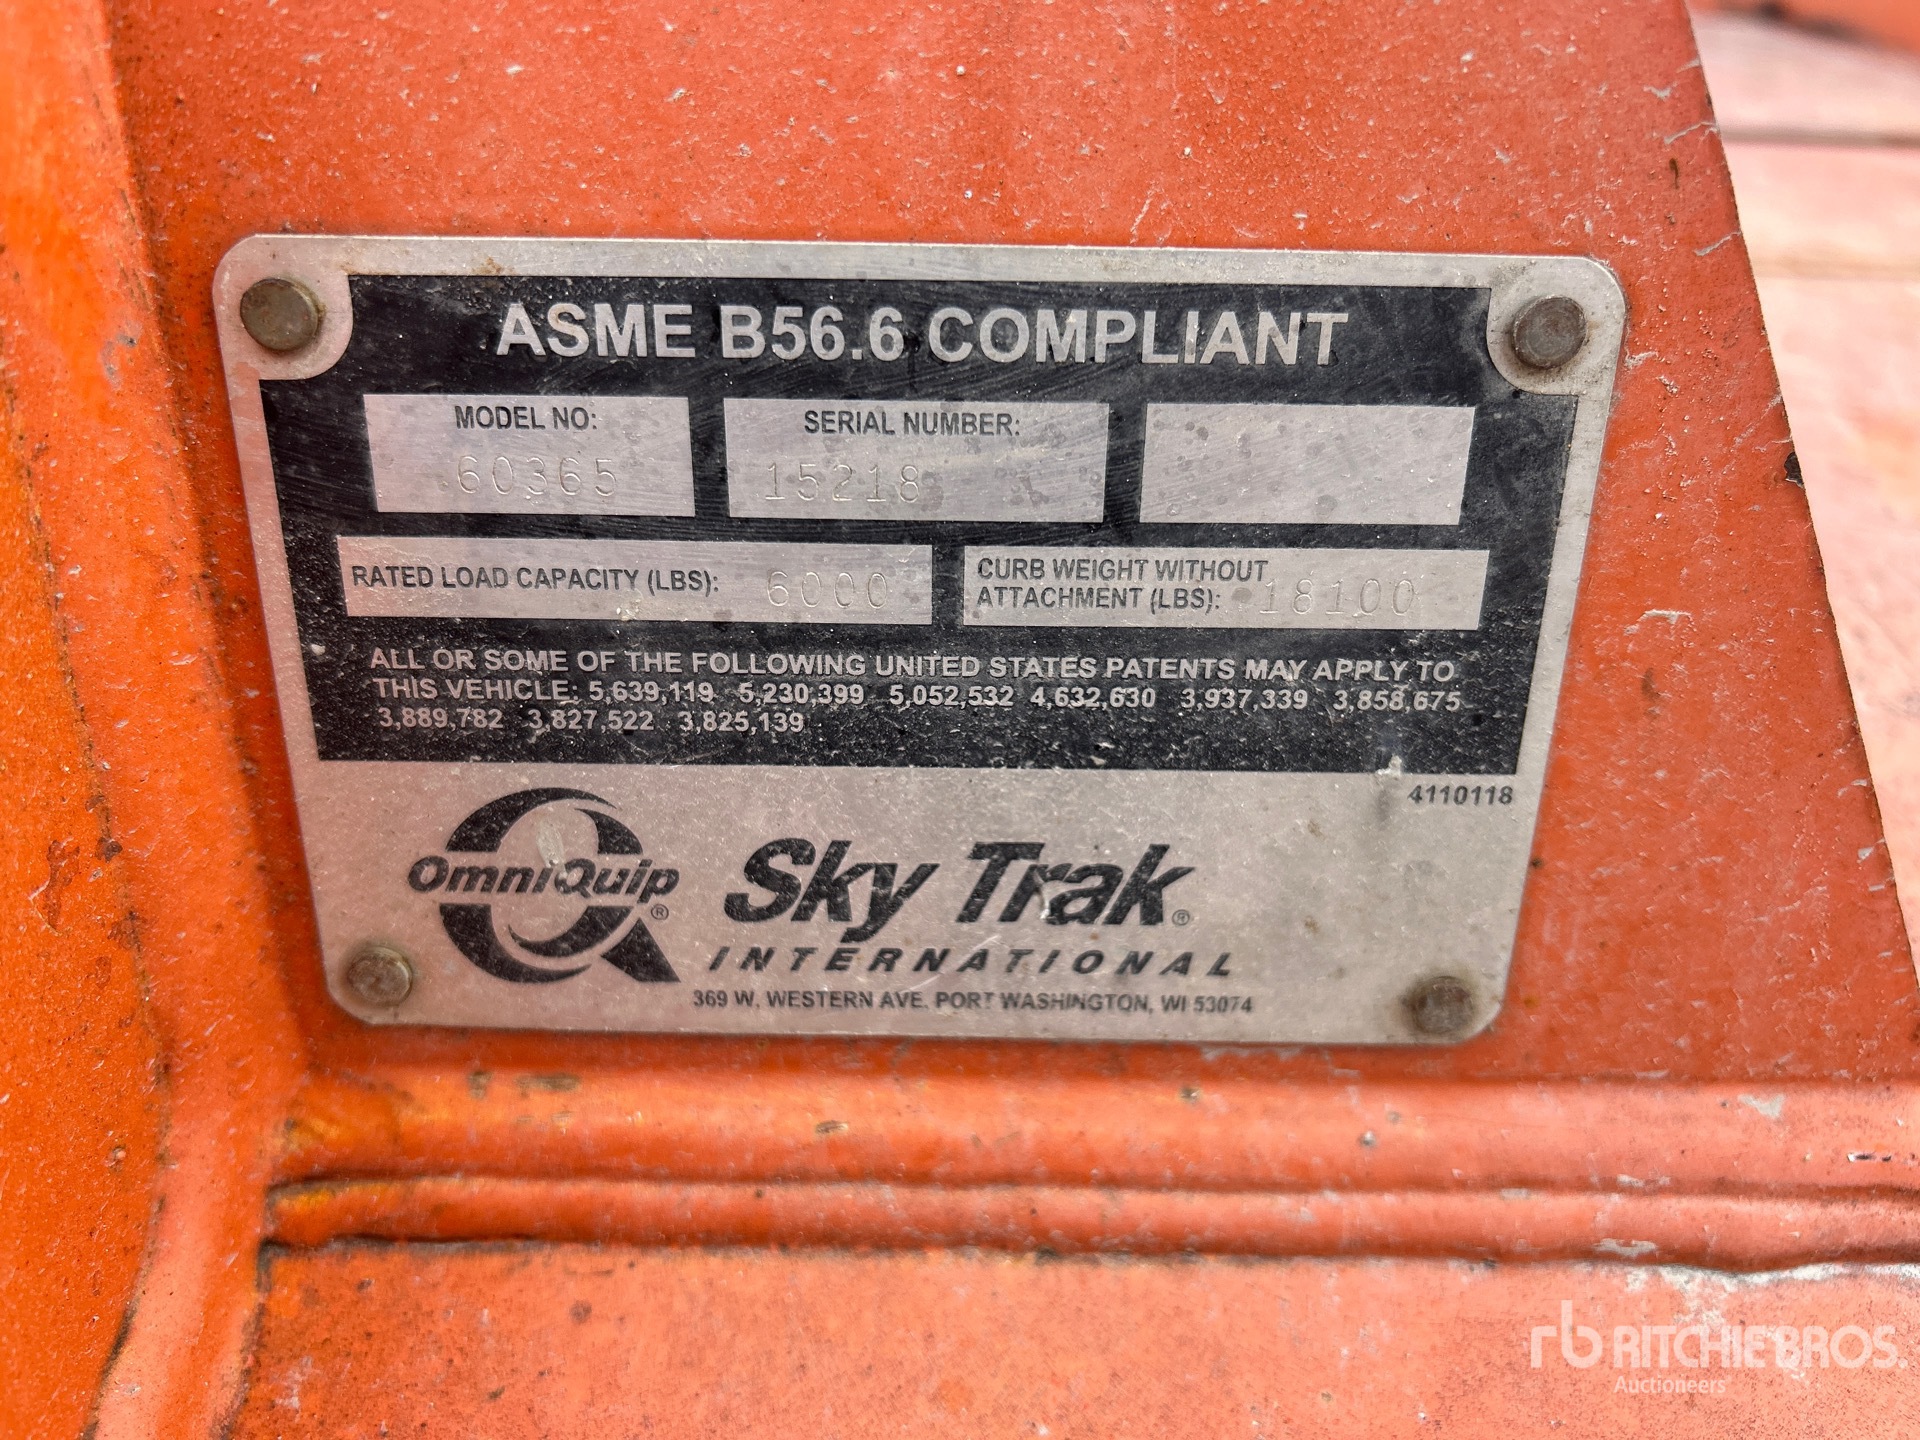 ASME B56.6 COMPLIANT
MODEL NO: SERIAL NUMBER:
60365 15218
RATED LOAD CAPACITY (LBS): 6000
CURB WEIGHT WITHOUT
ATTACHMENT (LBS): 18100
ALL OR SOME OF THE FOLLOWING UNITED STATES PATENTS MAY APPLY TO
THIS VEHICLE: 5,639,119 5,230,399 5,052,532 4,632,630 3,937,339 3,858,675
3,889,782 3,827,522 3,825,139
4110118
OmniQuip®
Sky Trak®
INTERNATIONAL
369 W. WESTERN AVE. PORT WASHINGTON, WI 53074
rb RITCHIE BROS.
Auctioneers